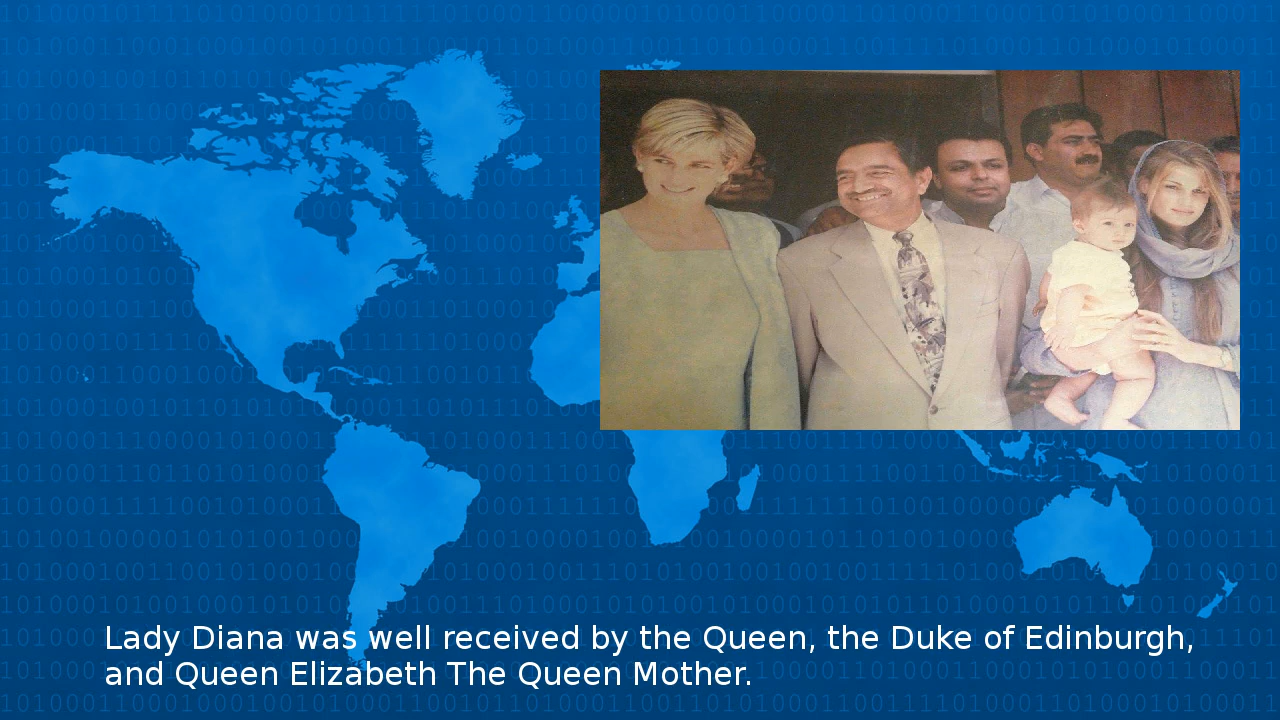 Lady Diana was well received by the Queen, the Duke of Edinburgh,
and Queen Elizabeth The Queen Mother.